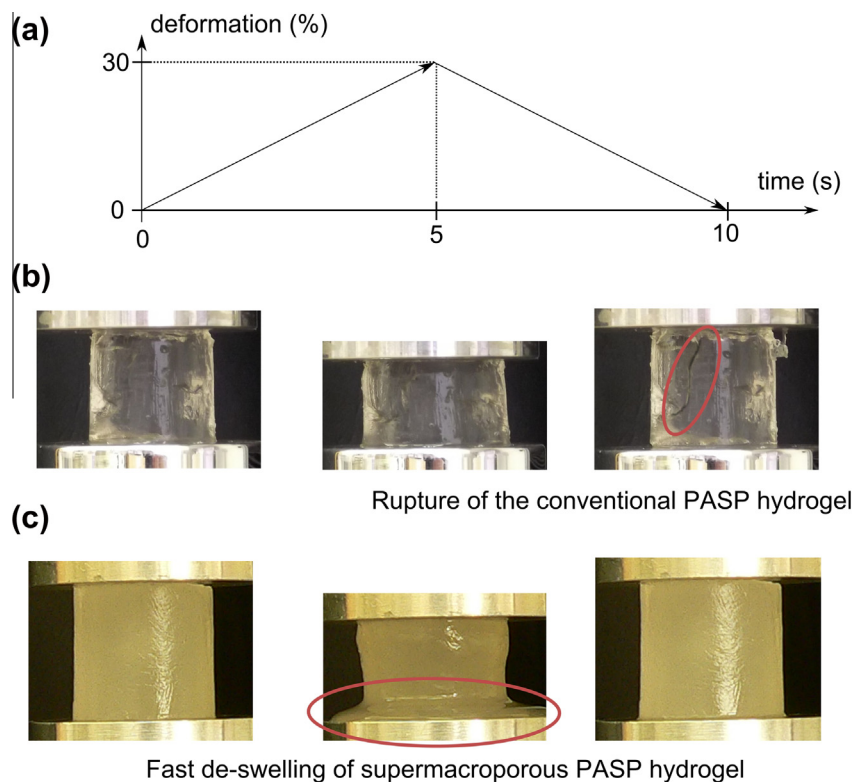 (a)
deformation (%)
30
0
0
5
10
time (s)
(b)
Rupture of the conventional PASP hydrogel
(c)
Fast de-swelling of supermacroporous PASP hydrogel